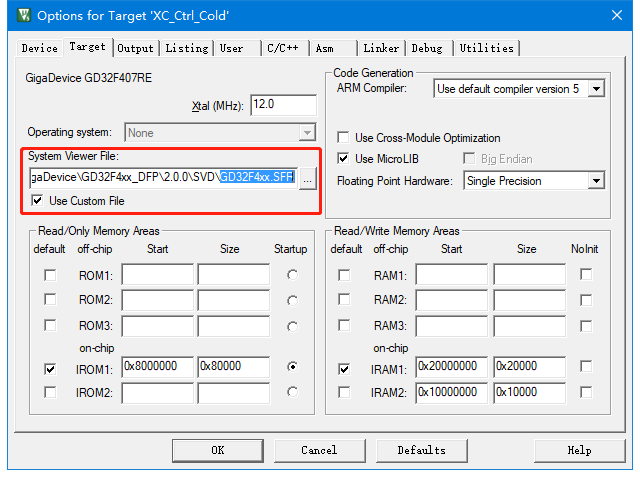 Options for Target 'XC_Ctrl_Cold'
Device Target Output Listing User C/C++ Asm Linker Debug Utilities
GigaDevice GD32F407RE
Xtal (MHz): 12.0
Operating system: None
System Viewer File:
gaDevice\GD32F4xx_DFP\2.0.0\SVD\GD32F4xx.SFR ...
Use Custom File
Code Generation
ARM Compiler: Use default compiler version 5
Use Cross-Module Optimization
Use MicroLIB Big Endian
Floating Point Hardware: Single Precision
Read/Only Memory Areas
default off-chip Start Size Startup
ROM1:
ROM2:
ROM3:
on-chip
IROM1: 0x8000000 0x80000
IROM2:
Read/Write Memory Areas
default off-chip Start Size NoInit
RAM1:
RAM2:
RAM3:
on-chip
IRAM1: 0x20000000 0x20000
IRAM2: 0x10000000 0x10000
OK Cancel Defaults Help